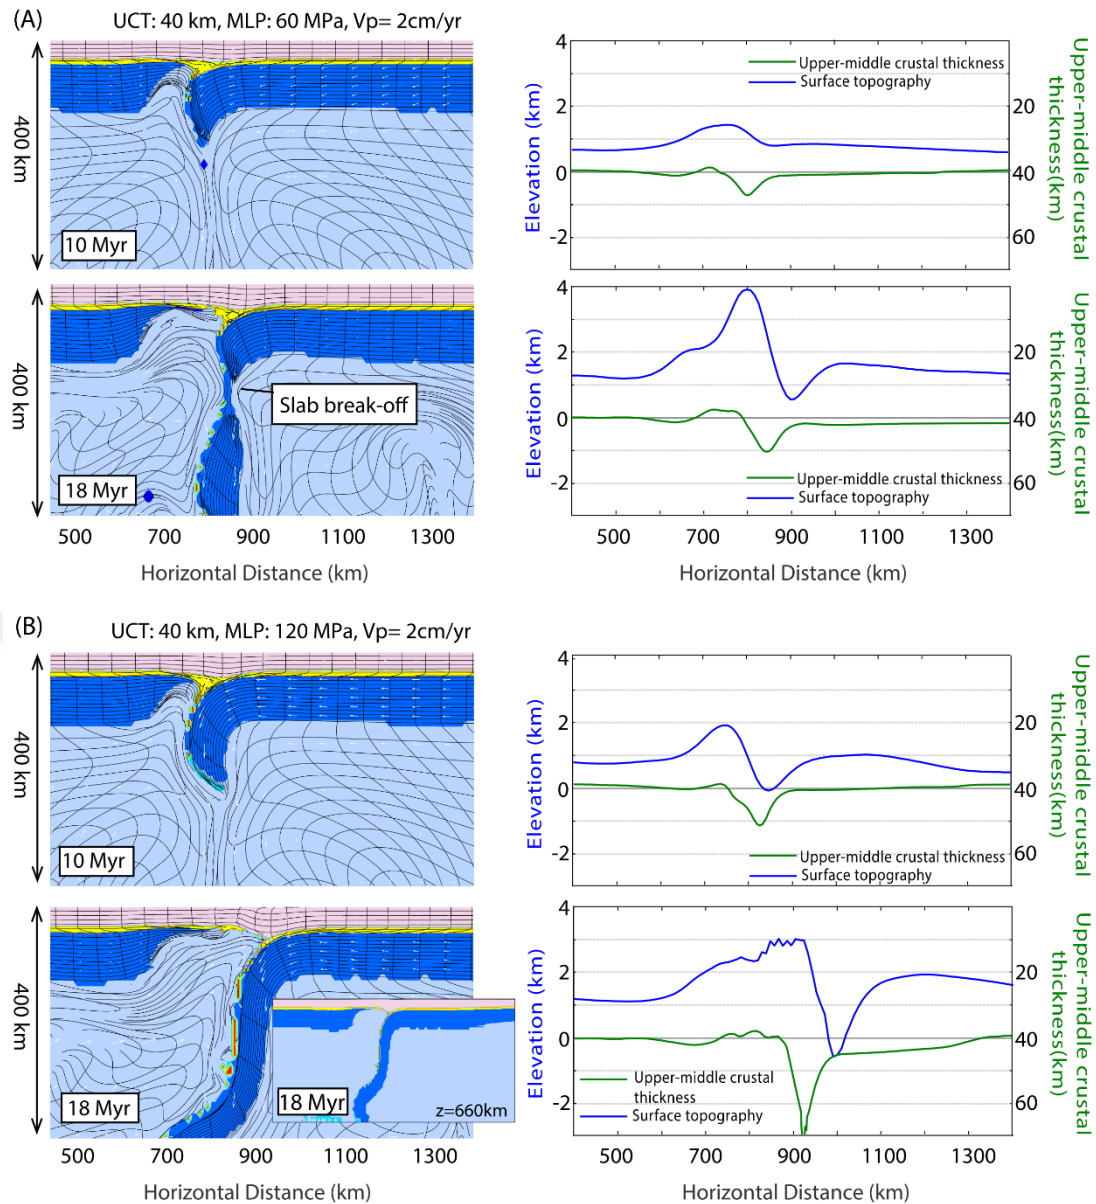 (A)
UCT: 40 km, MLP: 60 MPa, Vp= 2cm/yr
400 km
10 Myr
4
2
0
-2
Elevation (km)
Upper-middle crustal thickness
Surface topography
20
40
60
Upper-middle crustal
thickness(km)
400 km
Slab break-off
18 Myr
500 700 900 1100 1300
Horizontal Distance (km)
4
2
0
-2
Elevation (km)
Upper-middle crustal thickness
Surface topography
20
40
60
Upper-middle crustal
thickness(km)
500 700 900 1100 1300
Horizontal Distance (km)
(B)
UCT: 40 km, MLP: 120 MPa, Vp= 2cm/yr
400 km
10 Myr
4
2
0
-2
Elevation (km)
Upper-middle crustal thickness
Surface topography
20
40
60
Upper-middle crustal
thickness(km)
400 km
18 Myr
18 Myr
z=660km
500 700 900 1100 1300
Horizontal Distance (km)
4
2
0
-2
Elevation (km)
Upper-middle crustal
thickness
Surface topography
20
40
60
Upper-middle crustal
thickness(km)
500 700 900 1100 1300
Horizontal Distance (km)